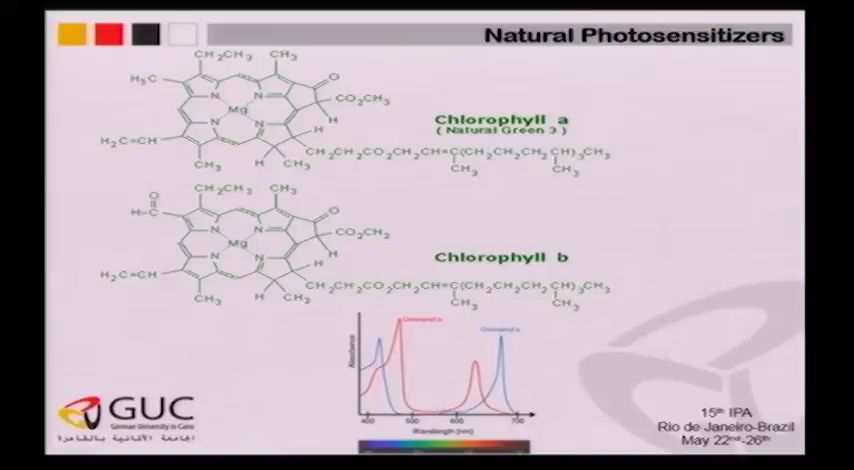 Natural Photosensitizers
CH₂CH₃
CH₃
H₃C
O
N
N
Mg
CO₂CH₃
N
N
H
H
H₂C=CH
CH₃
H
CH₃
CH₂CH₂CO₂CH₂CH=C(CH₂CH₂CH₂CH)₃CH₃
CH₃
CH₃
Chlorophyll a
( Natural Green 3 )
O
H-C
CH₂CH₃
CH₃
O
N
N
Mg
CO₂CH₃
N
N
H
H
H₂C=CH
CH₃
H
CH₃
CH₂CH₂CO₂CH₂CH=C(CH₂CH₂CH₂CH)₃CH₃
CH₃
CH₃
Chlorophyll b
Absorbance
400
500
600
700
Wavelength [nm]
GUC
German University in Cairo
الجامعة الألمانية بالقاهرة
15th IPA
Rio de Janeiro-Brazil
May 22nd-26th